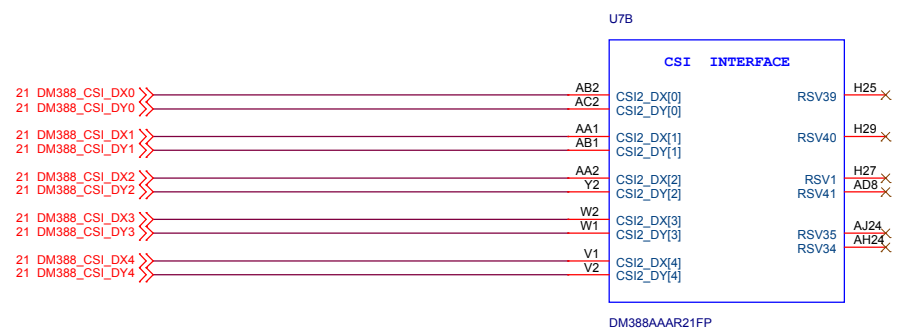 U7B
CSI INTERFACE
21 DM388_CSI_DX0 AB2 CSI2_DX[0] RSV39 H25
21 DM388_CSI_DY0 AC2 CSI2_DY[0]
21 DM388_CSI_DX1 AA1 CSI2_DX[1] RSV40 H29
21 DM388_CSI_DY1 AB1 CSI2_DY[1]
21 DM388_CSI_DX2 AA2 CSI2_DX[2] RSV1 H27
21 DM388_CSI_DY2 Y2 CSI2_DY[2] RSV41 AD8
21 DM388_CSI_DX3 W2 CSI2_DX[3]
21 DM388_CSI_DY3 W1 CSI2_DY[3] RSV35 AJ24
RSV34 AH24
21 DM388_CSI_DX4 V1 CSI2_DX[4]
21 DM388_CSI_DY4 V2 CSI2_DY[4]
DM388AAAR21FP